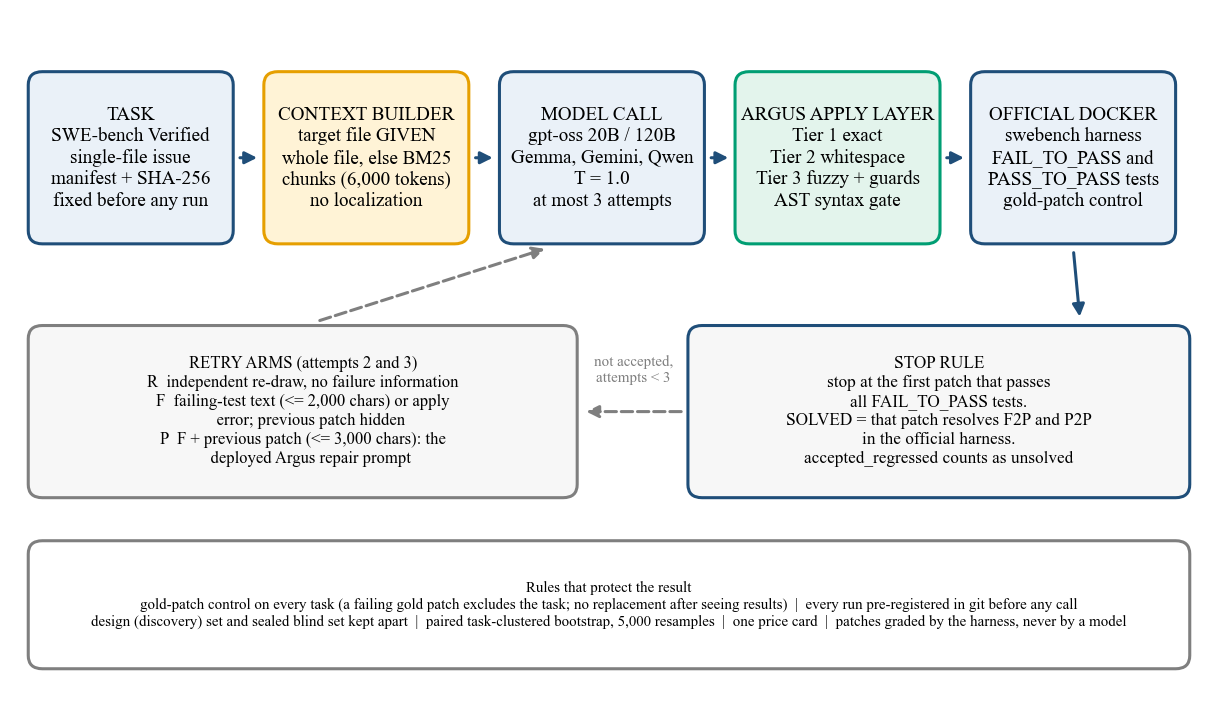 TASK
SWE-bench Verified
single-file issue
manifest + SHA-256
fixed before any run
CONTEXT BUILDER
target file GIVEN
whole file, else BM25
chunks (6,000 tokens)
no localization
MODEL CALL
gpt-oss 20B / 120B
Gemma, Gemini, Qwen
T = 1.0
at most 3 attempts
ARGUS APPLY LAYER
Tier 1 exact
Tier 2 whitespace
Tier 3 fuzzy + guards
AST syntax gate
OFFICIAL DOCKER
swebench harness
FAIL_TO_PASS and
PASS_TO_PASS tests
gold-patch control
RETRY ARMS (attempts 2 and 3)
R  independent re-draw, no failure information
F  failing-test text (<= 2,000 chars) or apply
error; previous patch hidden
P  F + previous patch (<= 3,000 chars): the
deployed Argus repair prompt
not accepted,
attempts < 3
STOP RULE
stop at the first patch that passes
all FAIL_TO_PASS tests.
SOLVED = that patch resolves F2P and P2P
in the official harness.
accepted_regressed counts as unsolved
Rules that protect the result
gold-patch control on every task (a failing gold patch excludes the task; no replacement after seeing results)  |  every run pre-registered in git before any call
design (discovery) set and sealed blind set kept apart  |  paired task-clustered bootstrap, 5,000 resamples  |  one price card  |  patches graded by the harness, never by a model